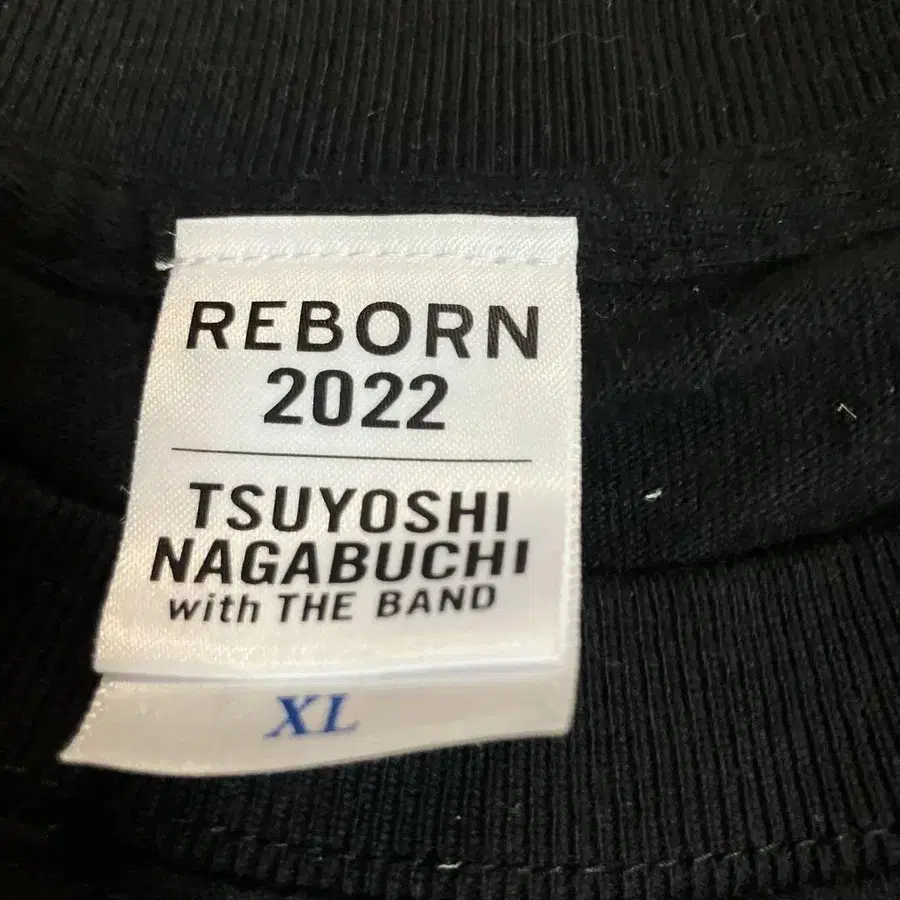 REBORN
2022
TSUYOSHI
NAGABUCHI
with THE BAND
XL